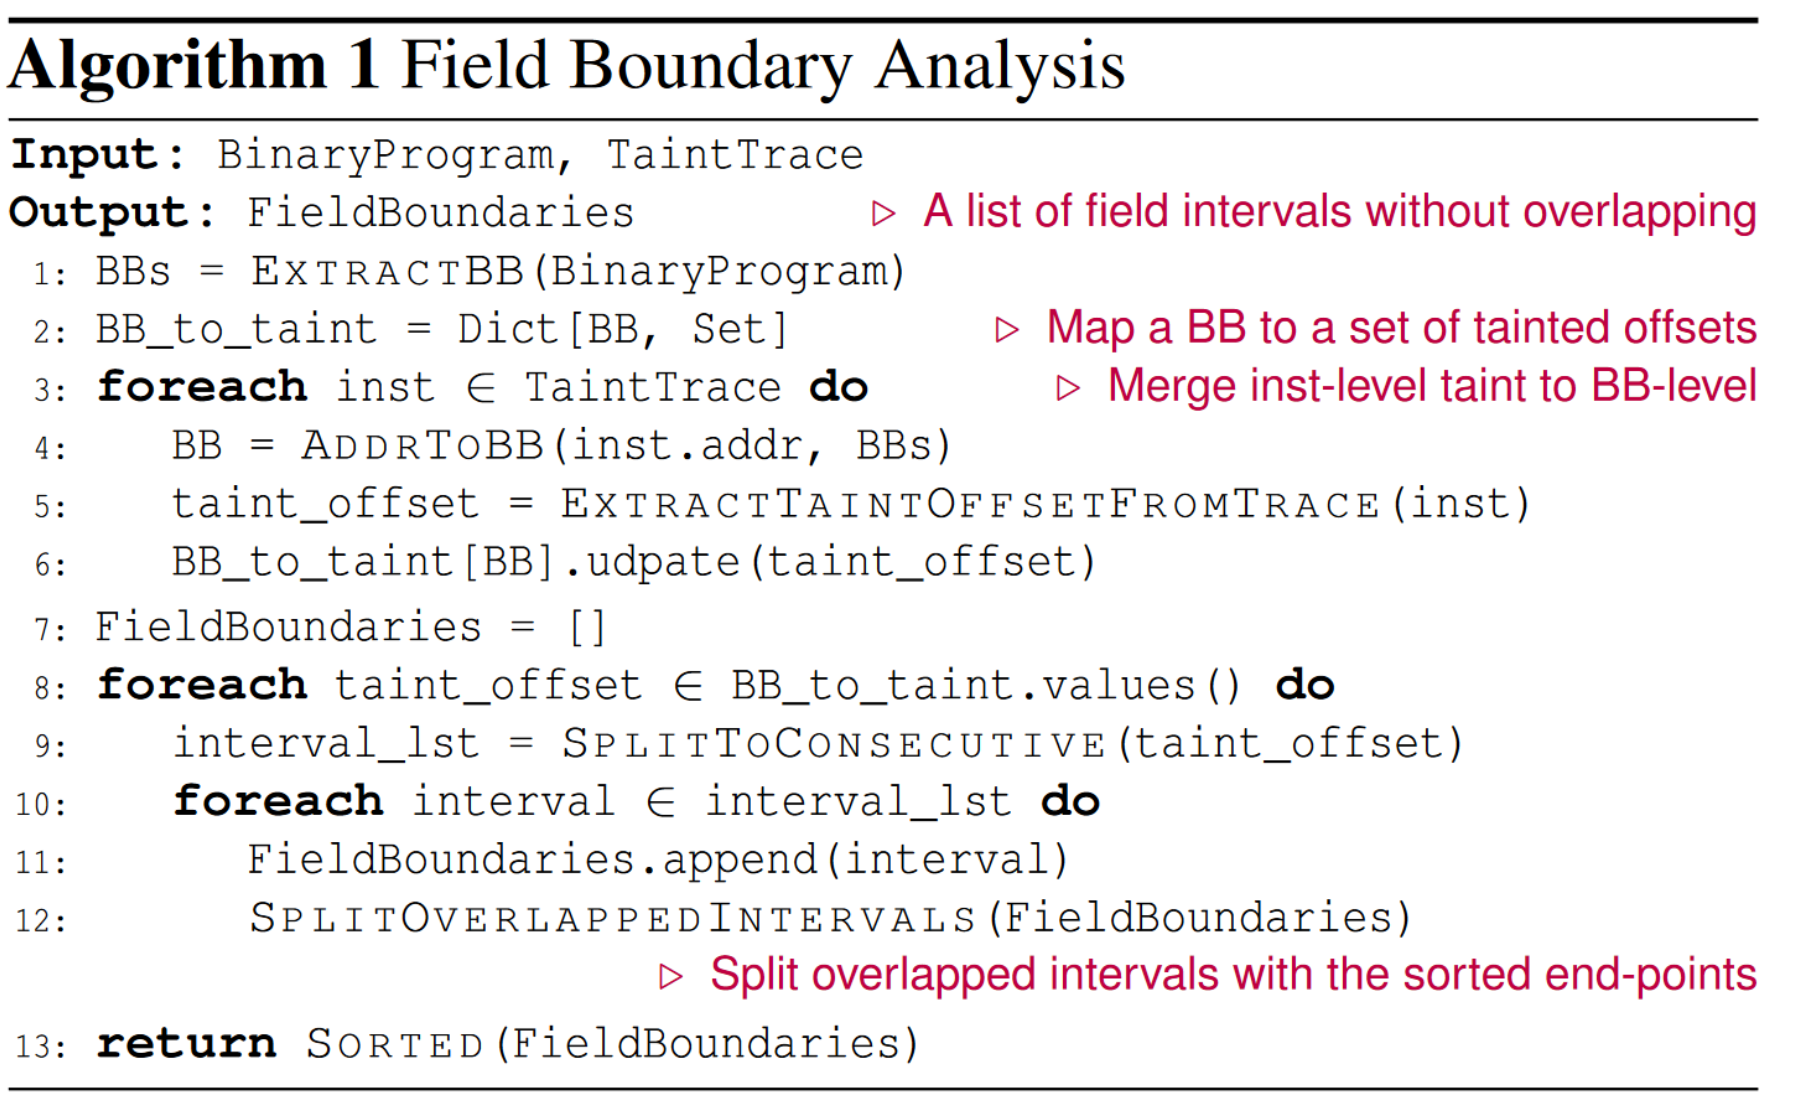 Algorithm 1 Field Boundary Analysis
Input: BinaryProgram, TaintTrace
Output: FieldBoundaries ▷ A list of field intervals without overlapping
1: BBs = EXTRACTBB(BinaryProgram)
2: BB_to_taint = Dict[BB, Set] ▷ Map a BB to a set of tainted offsets
3: foreach inst ∈ TaintTrace do ▷ Merge inst-level taint to BB-level
4: BB = ADDRTOBB(inst.addr, BBs)
5: taint_offset = EXTRACTTAINTOFFSETFROMTRACE(inst)
6: BB_to_taint[BB].udpate(taint_offset)
7: FieldBoundaries = []
8: foreach taint_offset ∈ BB_to_taint.values() do
9: interval_lst = SPLITTOCONSECUTIVE(taint_offset)
10: foreach interval ∈ interval_lst do
11: FieldBoundaries.append(interval)
12: SPLITOVERLAPPEDINTERVALS(FieldBoundaries)
▷ Split overlapped intervals with the sorted end-points
13: return SORTED(FieldBoundaries)